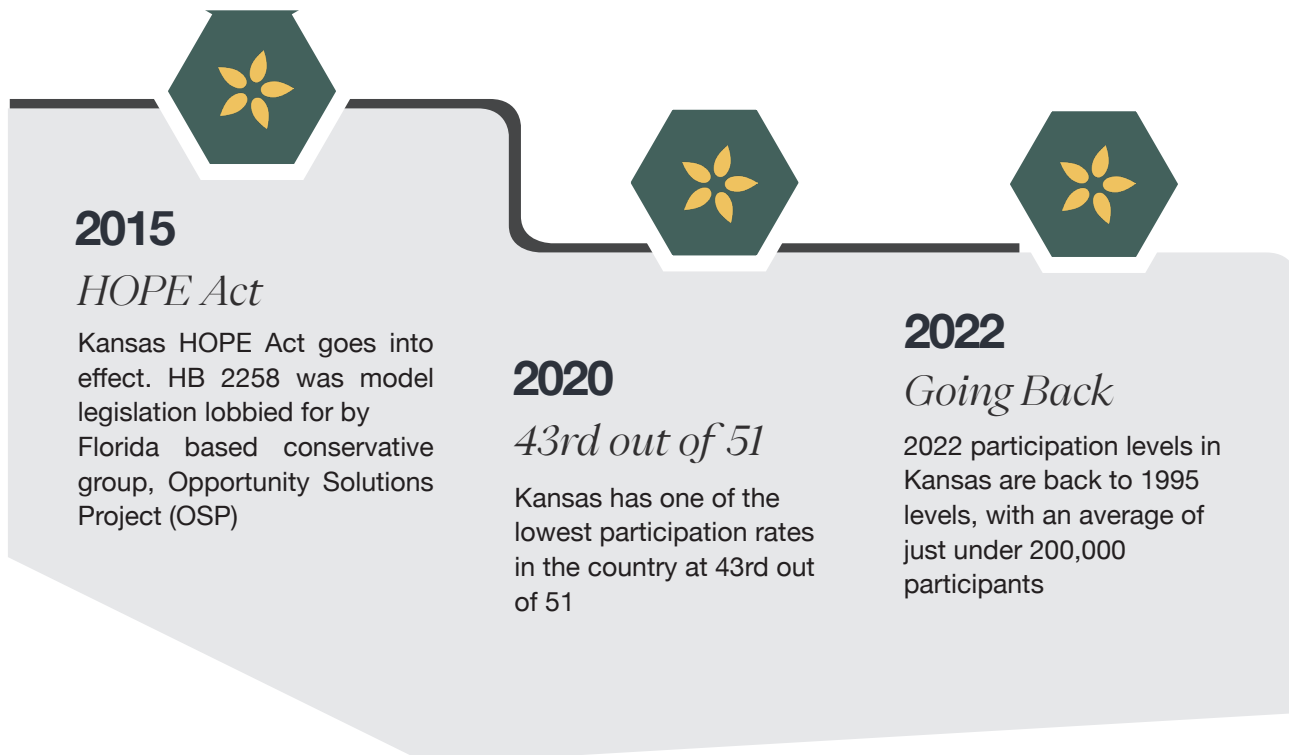 2015
HOPE Act
Kansas HOPE Act goes into
effect. HB 2258 was model
legislation lobbied for by
Florida based conservative
group, Opportunity Solutions
Project (OSP)
2020
43rd out of 51
Kansas has one of the
lowest participation rates
in the country at 43rd out
of 51
2022
Going Back
2022 participation levels in
Kansas are back to 1995
levels, with an average of
just under 200,000
participants